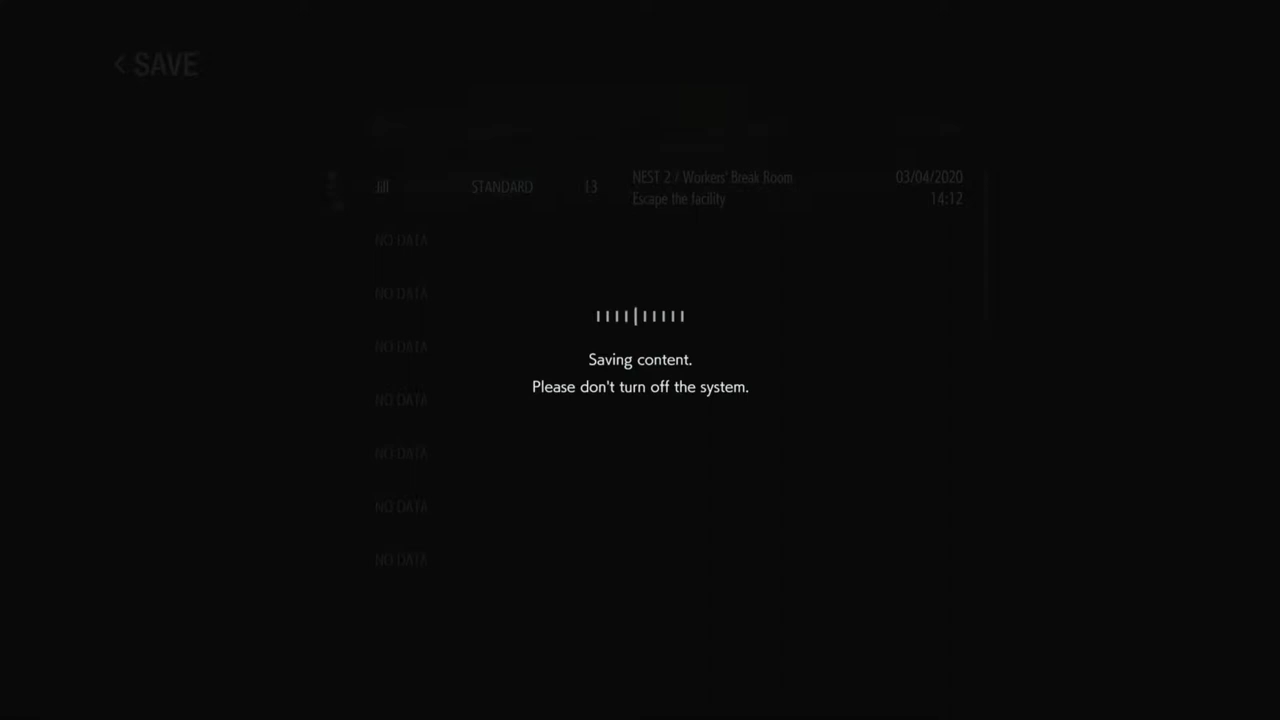 < SAVE
Jill STANDARD 13 NEST 2 / Workers' Break Room 03/04/2020
Escape the facility 14:12
NO DATA
NO DATA
Saving content.
NO DATA
Please don't turn off the system.
NO DATA
NO DATA
NO DATA
NO DATA